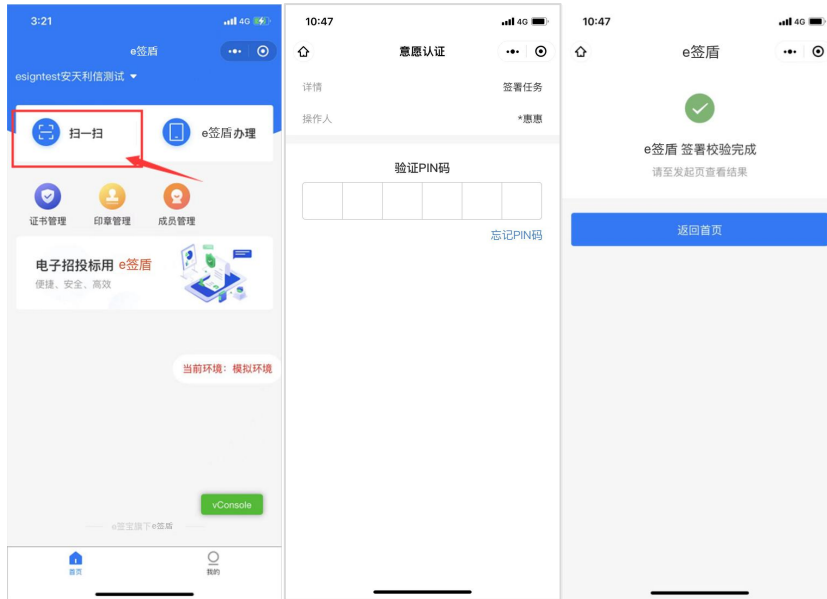 3:21
4G
e签盾
esigntest安天利信测试
扫一扫
e签盾办理
证书管理
印章管理
成员管理
电子招投标用 e签盾
便捷、安全、高效
当前环境：模拟环境
vConsole
e签宝旗下e签盾
首页
我的
10:47
4G
意愿认证
详情
签署任务
操作人
*惠惠
验证PIN码
忘记PIN码
10:47
4G
e签盾
e签盾 签署校验完成
请至发起页查看结果
返回首页